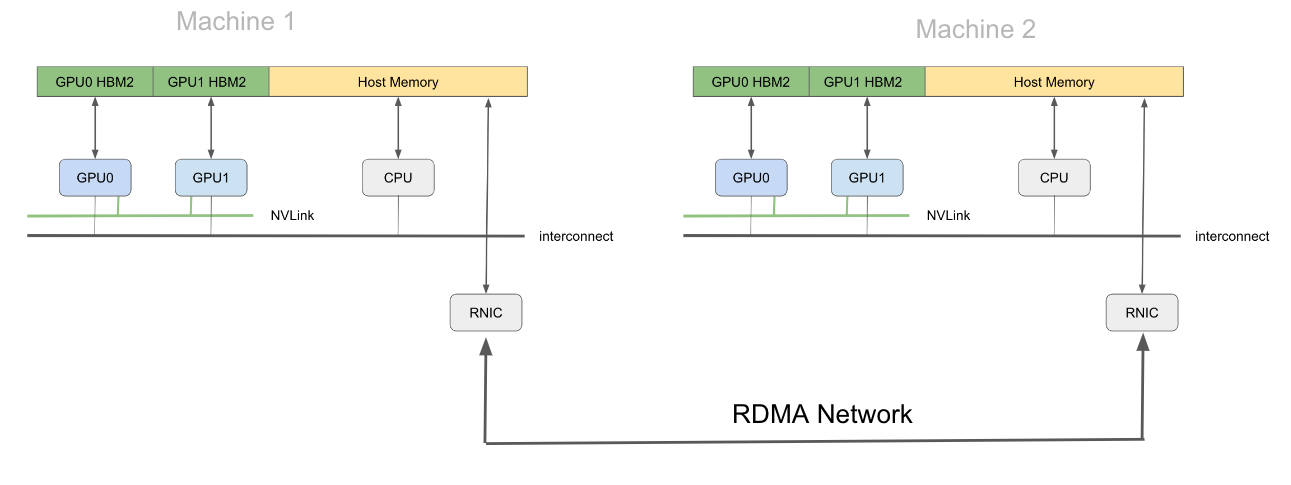 Machine 1
Machine 2
GPU0 HBM2
GPU1 HBM2
Host Memory
GPU0 HBM2
GPU1 HBM2
Host Memory
GPU0
GPU1
CPU
GPU0
GPU1
CPU
NVLink
NVLink
interconnect
interconnect
RNIC
RNIC
RDMA Network